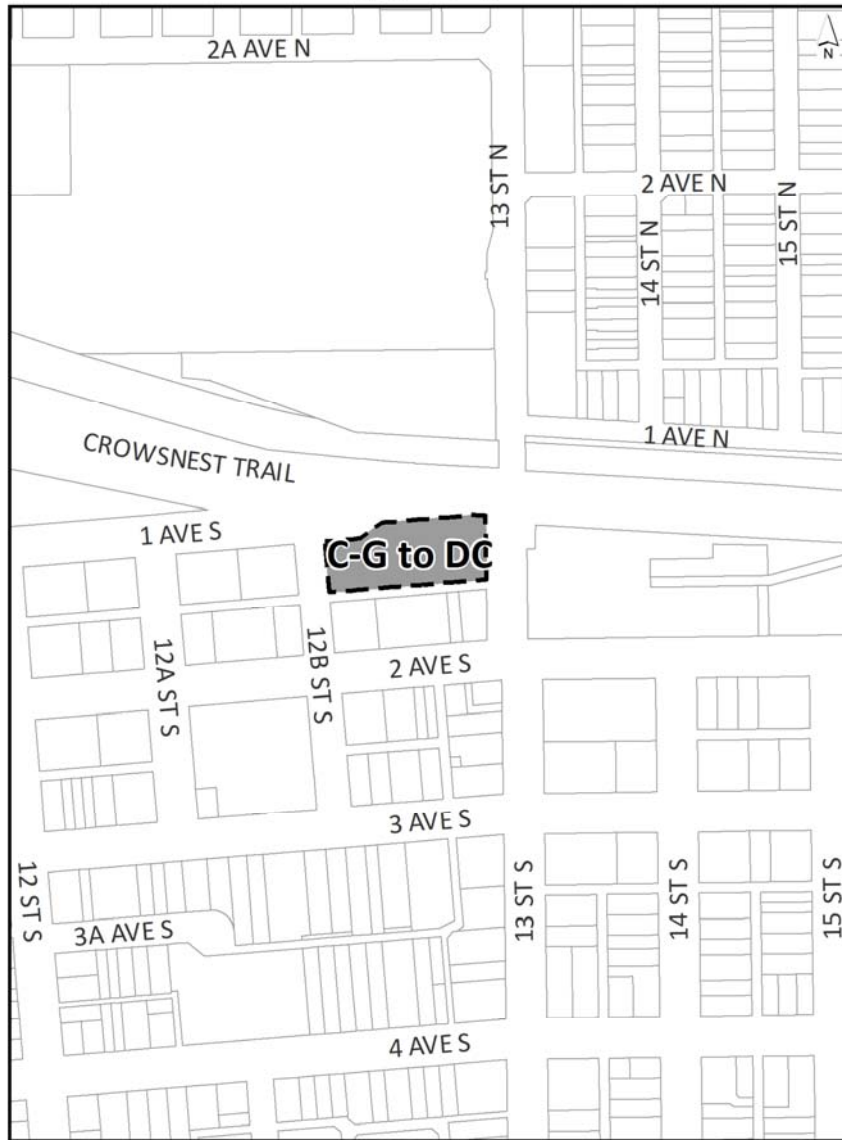 2A AVE N
N
13 ST N
2 AVE N
14 ST N
15 ST N
1 AVE N
CROWSNEST TRAIL
1 AVE S
C-G to DC
12A ST S
12B ST S
2 AVE S
3 AVE S
12 ST S
13 ST S
14 ST S
15 ST S
3A AVE S
4 AVE S